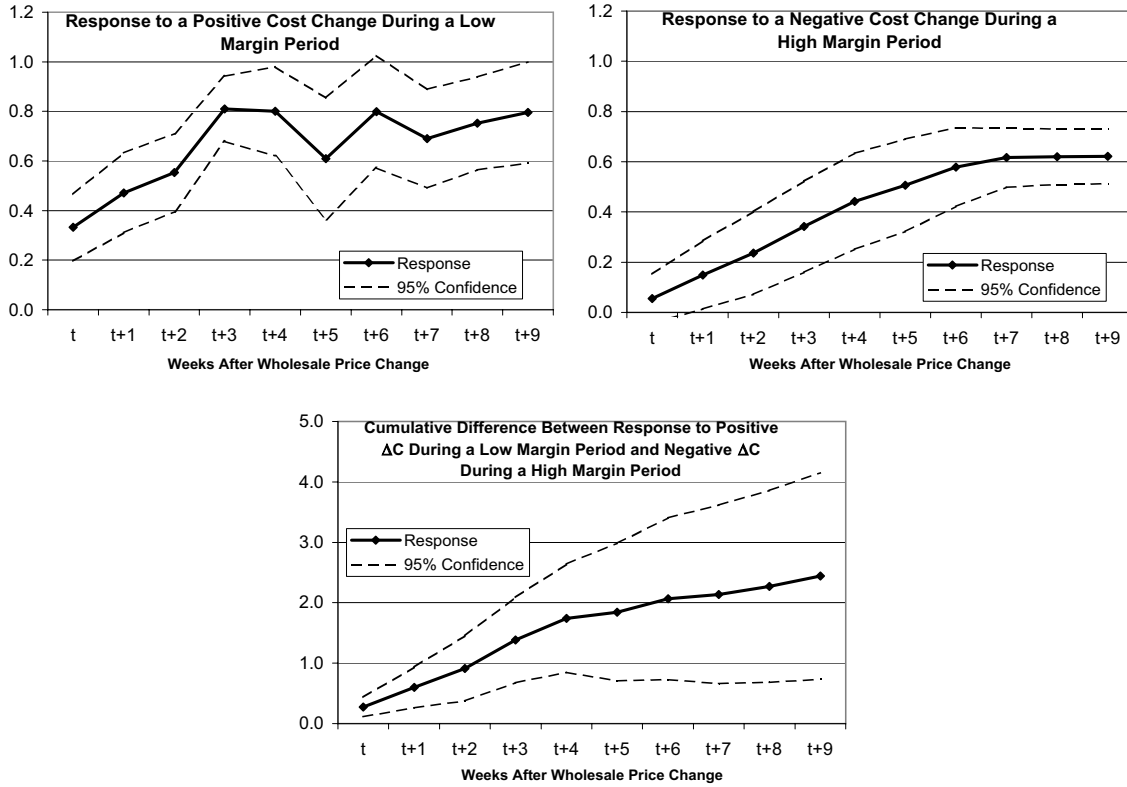 Response to a Positive Cost Change During a Low
Margin Period
1.2
1.0
0.8
0.6
0.4
0.2
0.0
Response
95% Confidence
t t+1 t+2 t+3 t+4 t+5 t+6 t+7 t+8 t+9
Weeks After Wholesale Price Change
Response to a Negative Cost Change During a
High Margin Period
1.2
1.0
0.8
0.6
0.4
0.2
0.0
Response
95% Confidence
t t+1 t+2 t+3 t+4 t+5 t+6 t+7 t+8 t+9
Weeks After Wholesale Price Change
Cumulative Difference Between Response to Positive
ΔC During a Low Margin Period and Negative ΔC
During a High Margin Period
5.0
4.0
3.0
2.0
1.0
0.0
Response
95% Confidence
t t+1 t+2 t+3 t+4 t+5 t+6 t+7 t+8 t+9
Weeks After Wholesale Price Change